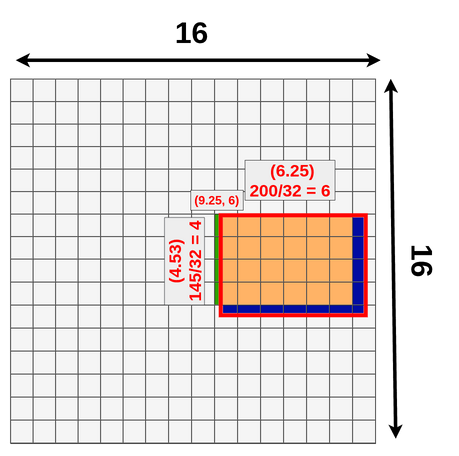 16
(6.25)
200/32 = 6
(9.25, 6)
(4.53)
145/32 = 4
16